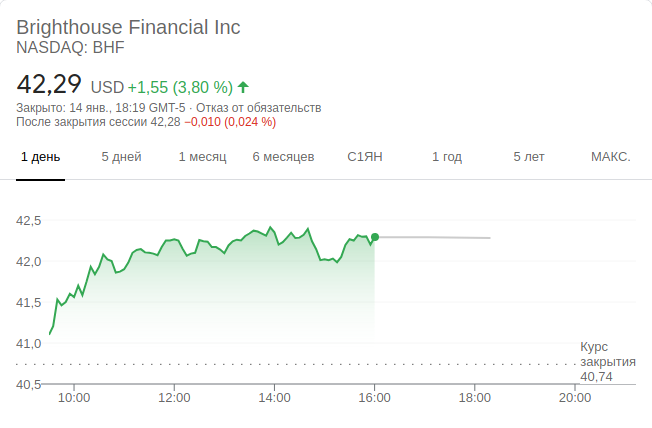 Brighthouse Financial Inc
NASDAQ: BHF
42,29 USD +1,55 (3,80 %)
Закрыто: 14 янв., 18:19 GMT-5 · Отказ от обязательств
После закрытия сессии 42,28 −0,010 (0,024 %)
1 день 5 дней 1 месяц 6 месяцев С1ЯН 1 год 5 лет МАКС.
42,5
42,0
41,5
41,0
Курс
закрытия
40,74
40,5
10:00 12:00 14:00 16:00 18:00 20:00